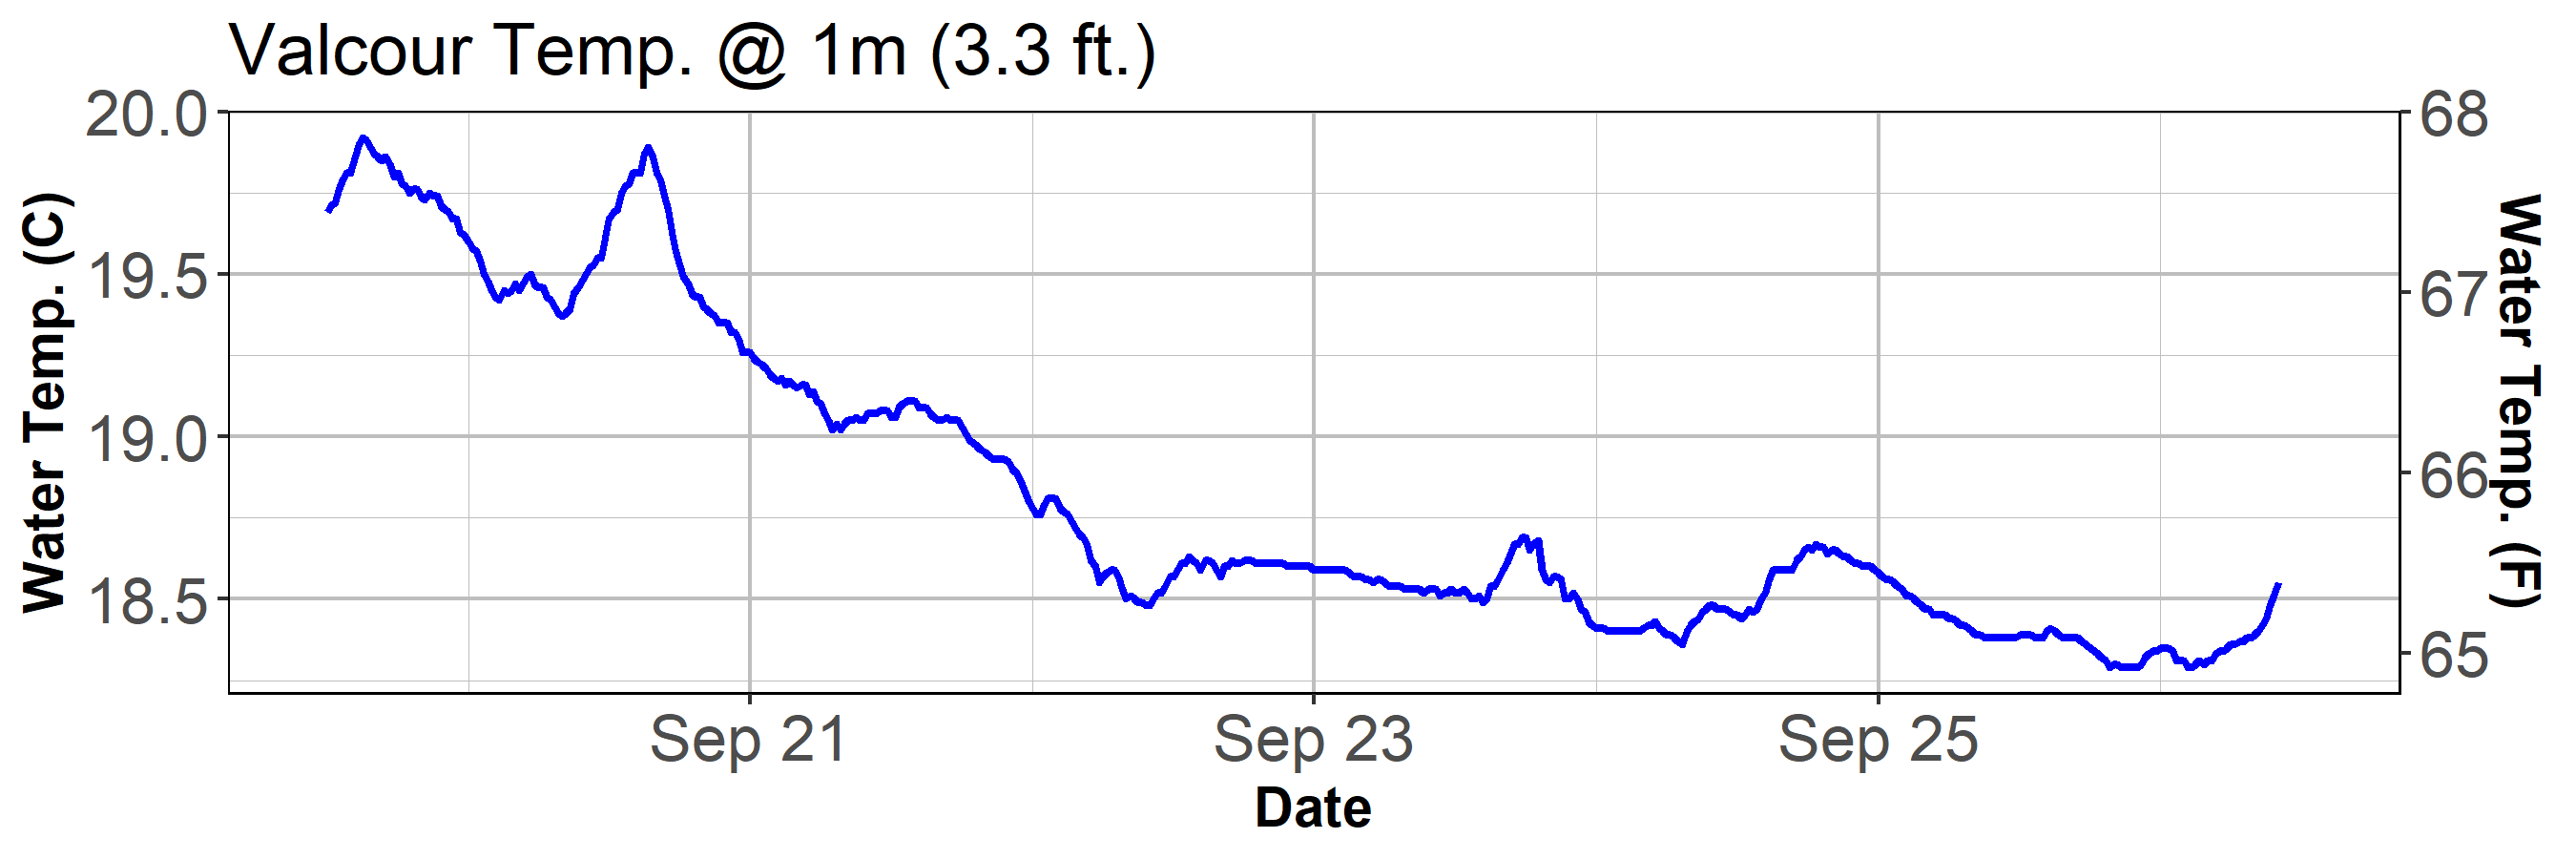 Valcour Temp. @ 1m (3.3 ft.)
Water Temp. (C)
20.0
19.5
19.0
18.5
68
67
66
65
Water Temp. (F)
Sep 21
Sep 23
Sep 25
Date